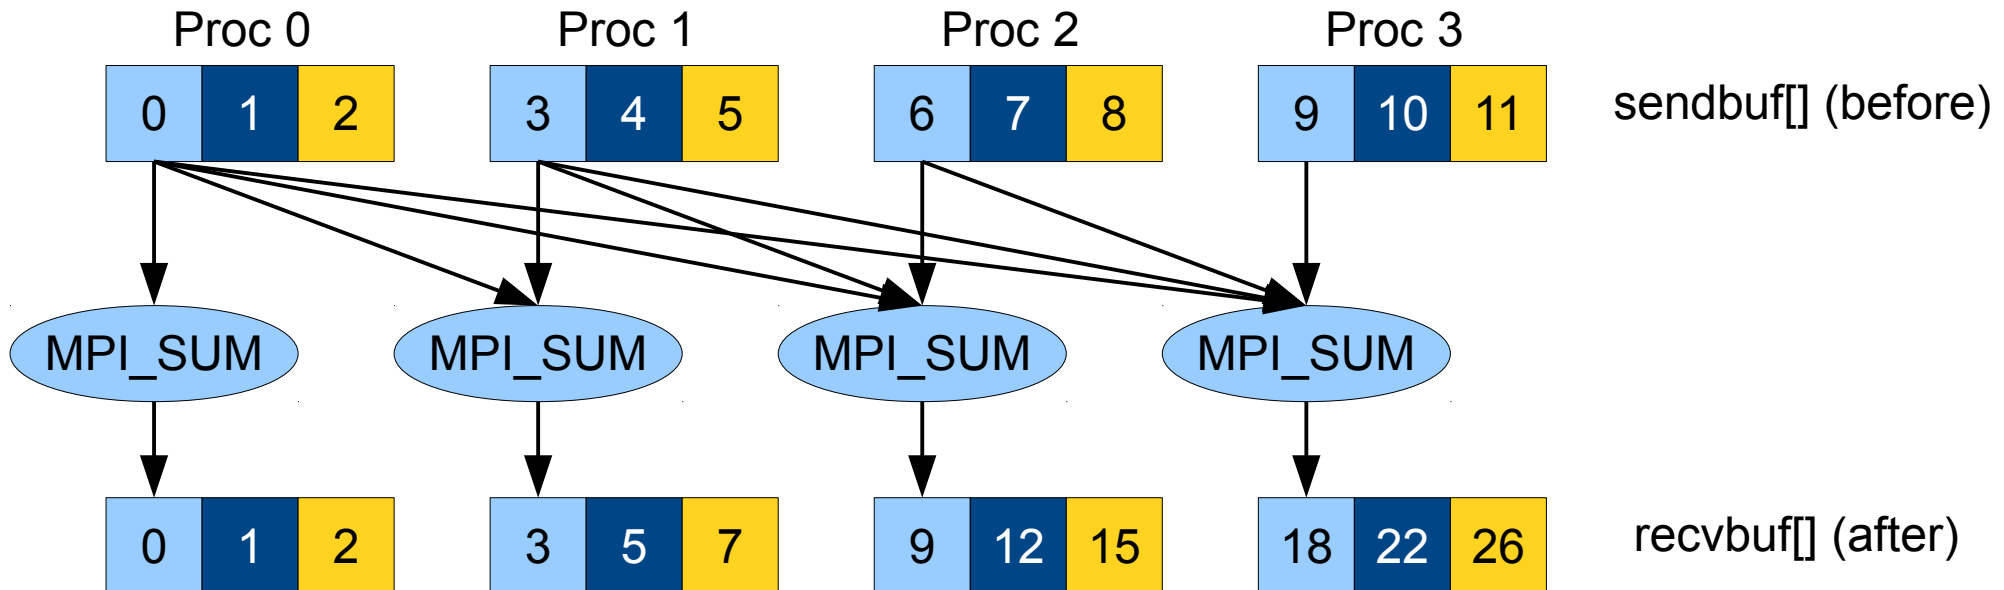 Proc 0 Proc 1 Proc 2 Proc 3
0 1 2 3 4 5 6 7 8 9 10 11 sendbuf[] (before)
MPI_SUM MPI_SUM MPI_SUM MPI_SUM
0 1 2 3 5 7 9 12 15 18 22 26 recvbuf[] (after)